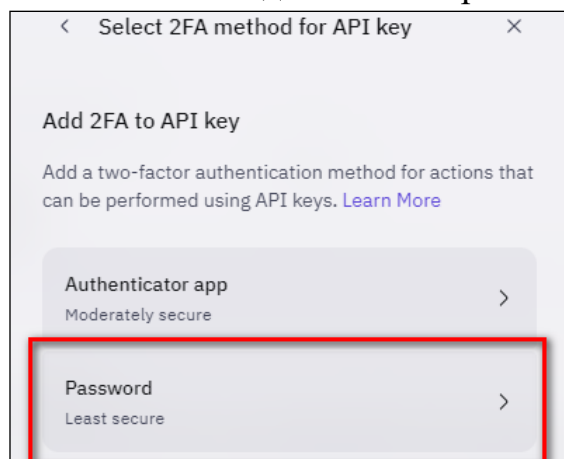 Select 2FA method for API key
Add 2FA to API key
Add a two-factor authentication method for actions that
can be performed using API keys. Learn More
Authenticator app
Moderately secure
Password
Least secure